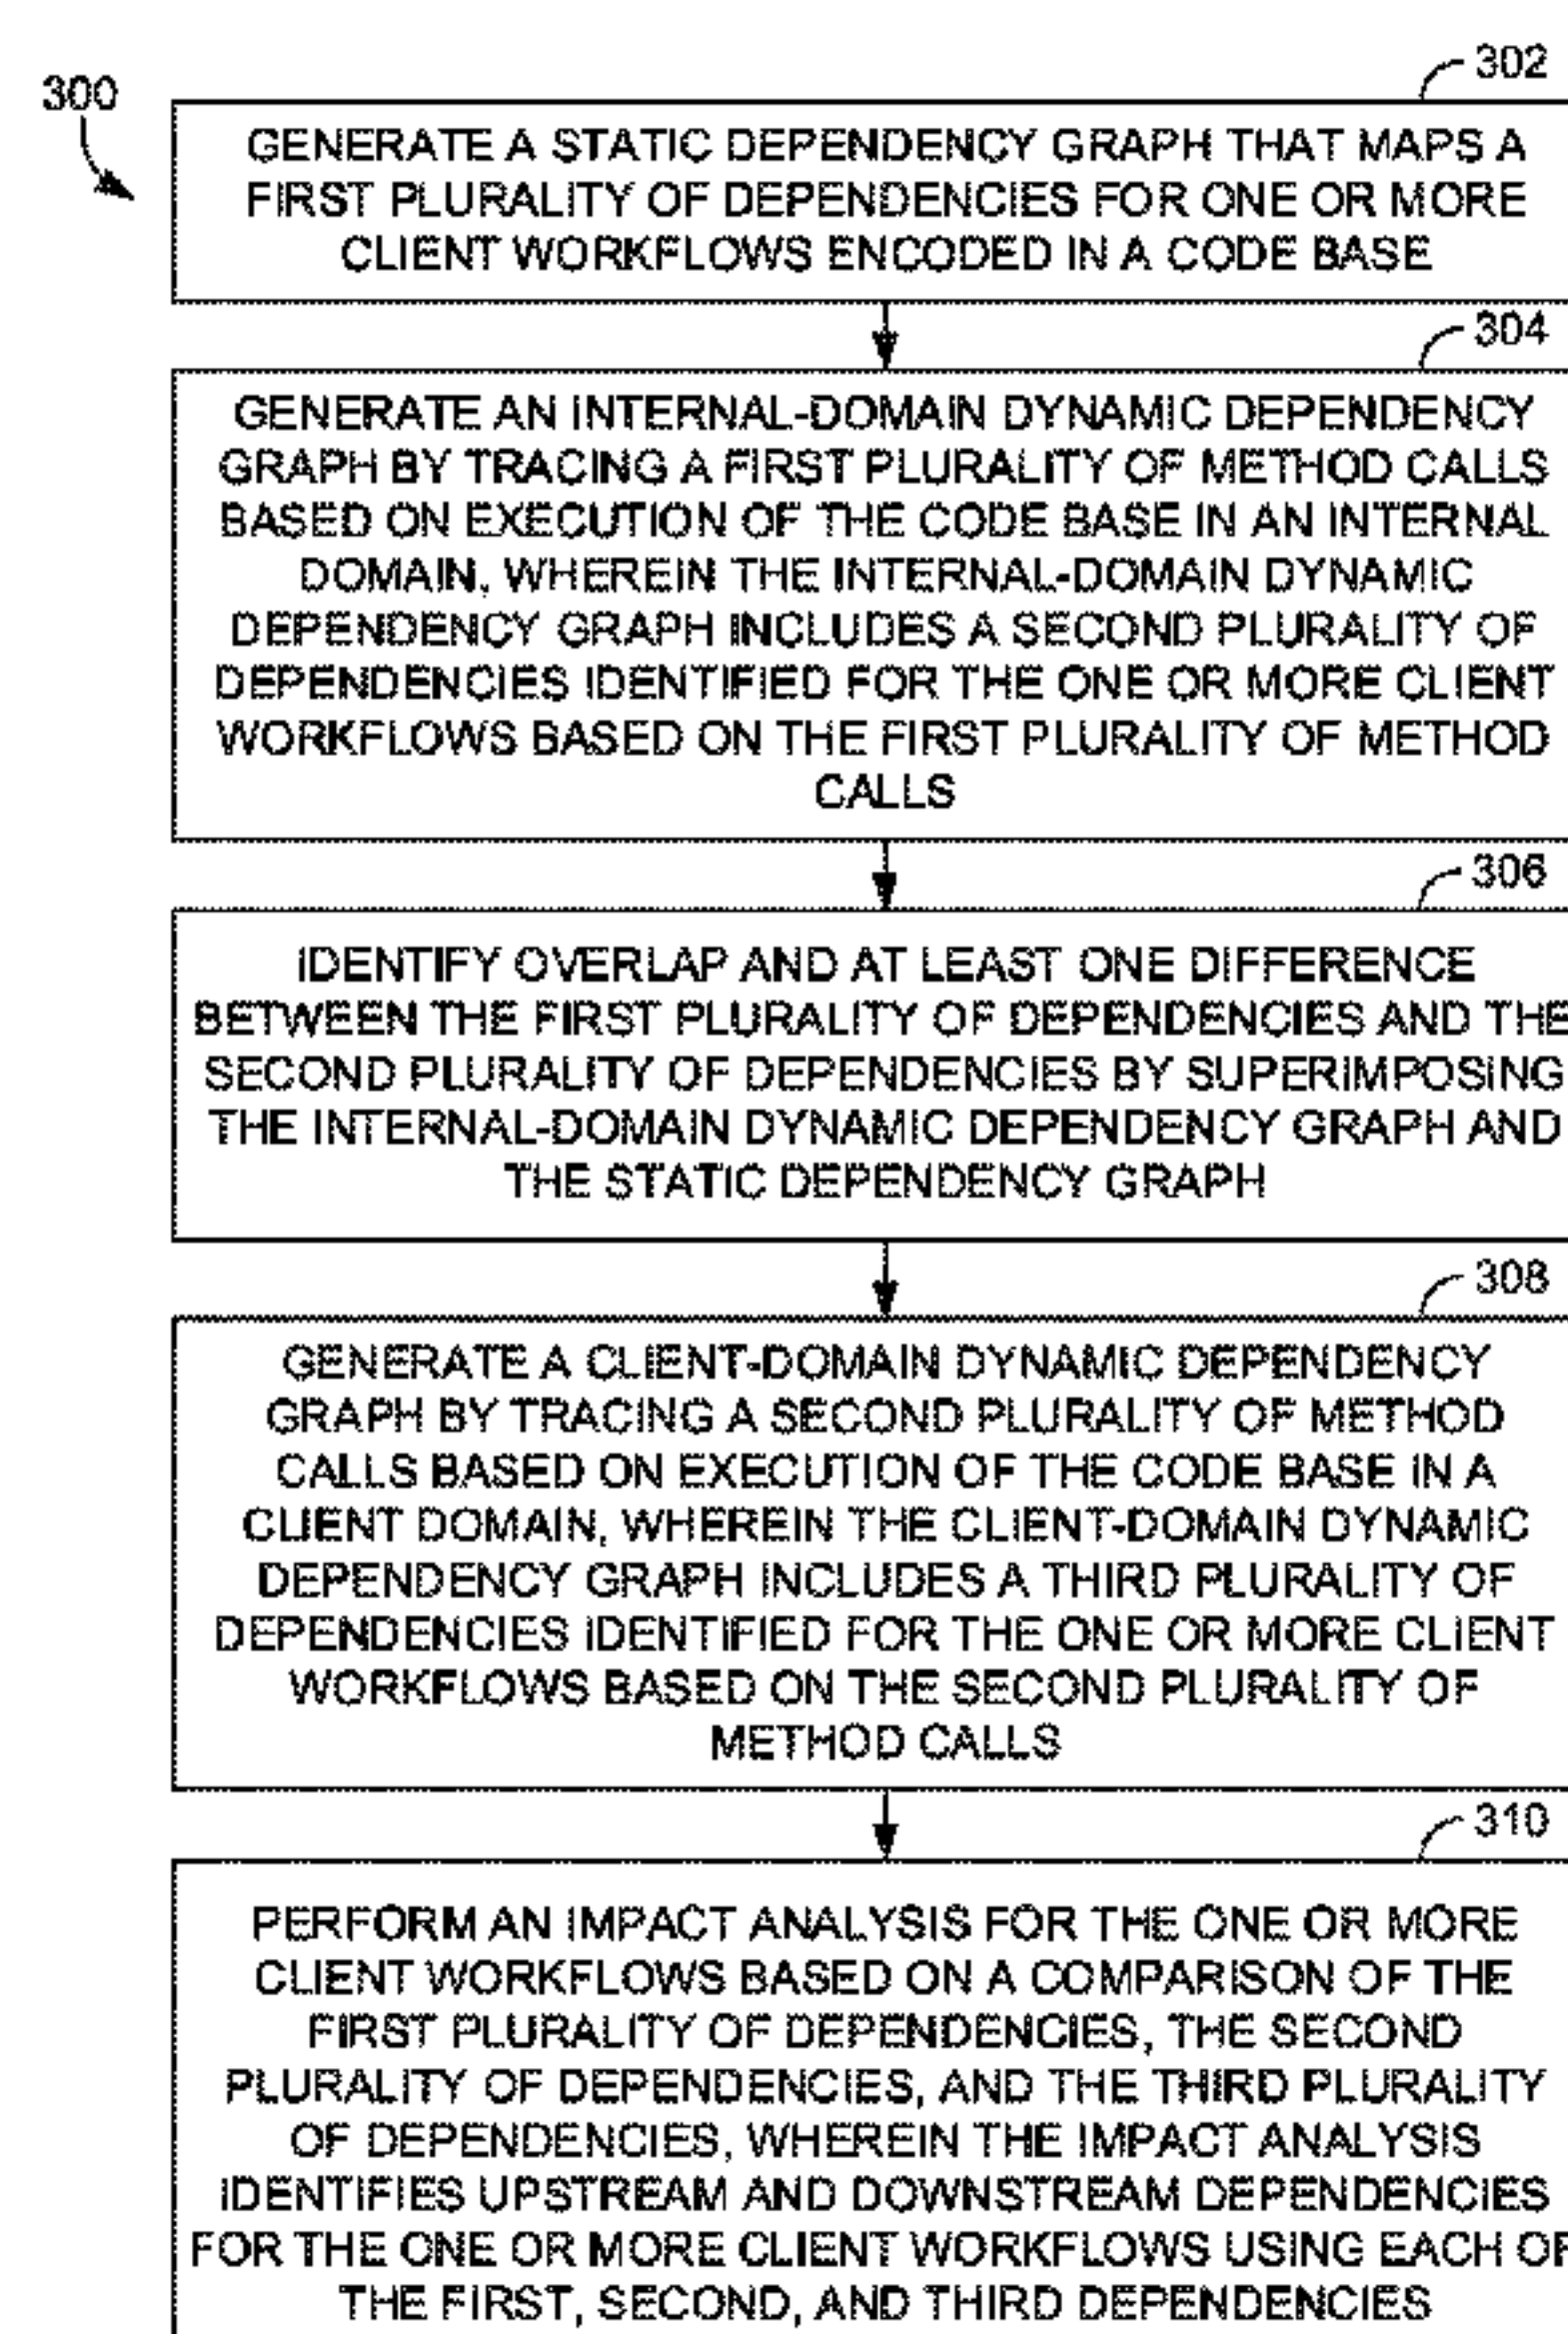 300
302
GENERATE A STATIC DEPENDENCY GRAPH THAT MAPS A
FIRST PLURALITY OF DEPENDENCIES FOR ONE OR MORE
CLIENT WORKFLOWS ENCODED IN A CODE BASE
304
GENERATE AN INTERNAL-DOMAIN DYNAMIC DEPENDENCY
GRAPH BY TRACING A FIRST PLURALITY OF METHOD CALLS
BASED ON EXECUTION OF THE CODE BASE IN AN INTERNAL
DOMAIN, WHEREIN THE INTERNAL-DOMAIN DYNAMIC
DEPENDENCY GRAPH INCLUDES A SECOND PLURALITY OF
DEPENDENCIES IDENTIFIED FOR THE ONE OR MORE CLIENT
WORKFLOWS BASED ON THE FIRST PLURALITY OF METHOD
CALLS
306
IDENTIFY OVERLAP AND AT LEAST ONE DIFFERENCE
BETWEEN THE FIRST PLURALITY OF DEPENDENCIES AND THE
SECOND PLURALITY OF DEPENDENCIES BY SUPERIMPOSING
THE INTERNAL-DOMAIN DYNAMIC DEPENDENCY GRAPH AND
THE STATIC DEPENDENCY GRAPH
308
GENERATE A CLIENT-DOMAIN DYNAMIC DEPENDENCY
GRAPH BY TRACING A SECOND PLURALITY OF METHOD
CALLS BASED ON EXECUTION OF THE CODE BASE IN A
CLIENT DOMAIN, WHEREIN THE CLIENT-DOMAIN DYNAMIC
DEPENDENCY GRAPH INCLUDES A THIRD PLURALITY OF
DEPENDENCIES IDENTIFIED FOR THE ONE OR MORE CLIENT
WORKFLOWS BASED ON THE SECOND PLURALITY OF
METHOD CALLS
310
PERFORM AN IMPACT ANALYSIS FOR THE ONE OR MORE
CLIENT WORKFLOWS BASED ON A COMPARISON OF THE
FIRST PLURALITY OF DEPENDENCIES, THE SECOND
PLURALITY OF DEPENDENCIES, AND THE THIRD PLURALITY
OF DEPENDENCIES, WHEREIN THE IMPACT ANALYSIS
IDENTIFIES UPSTREAM AND DOWNSTREAM DEPENDENCIES
FOR THE ONE OR MORE CLIENT WORKFLOWS USING EACH OF
THE FIRST, SECOND, AND THIRD DEPENDENCIES